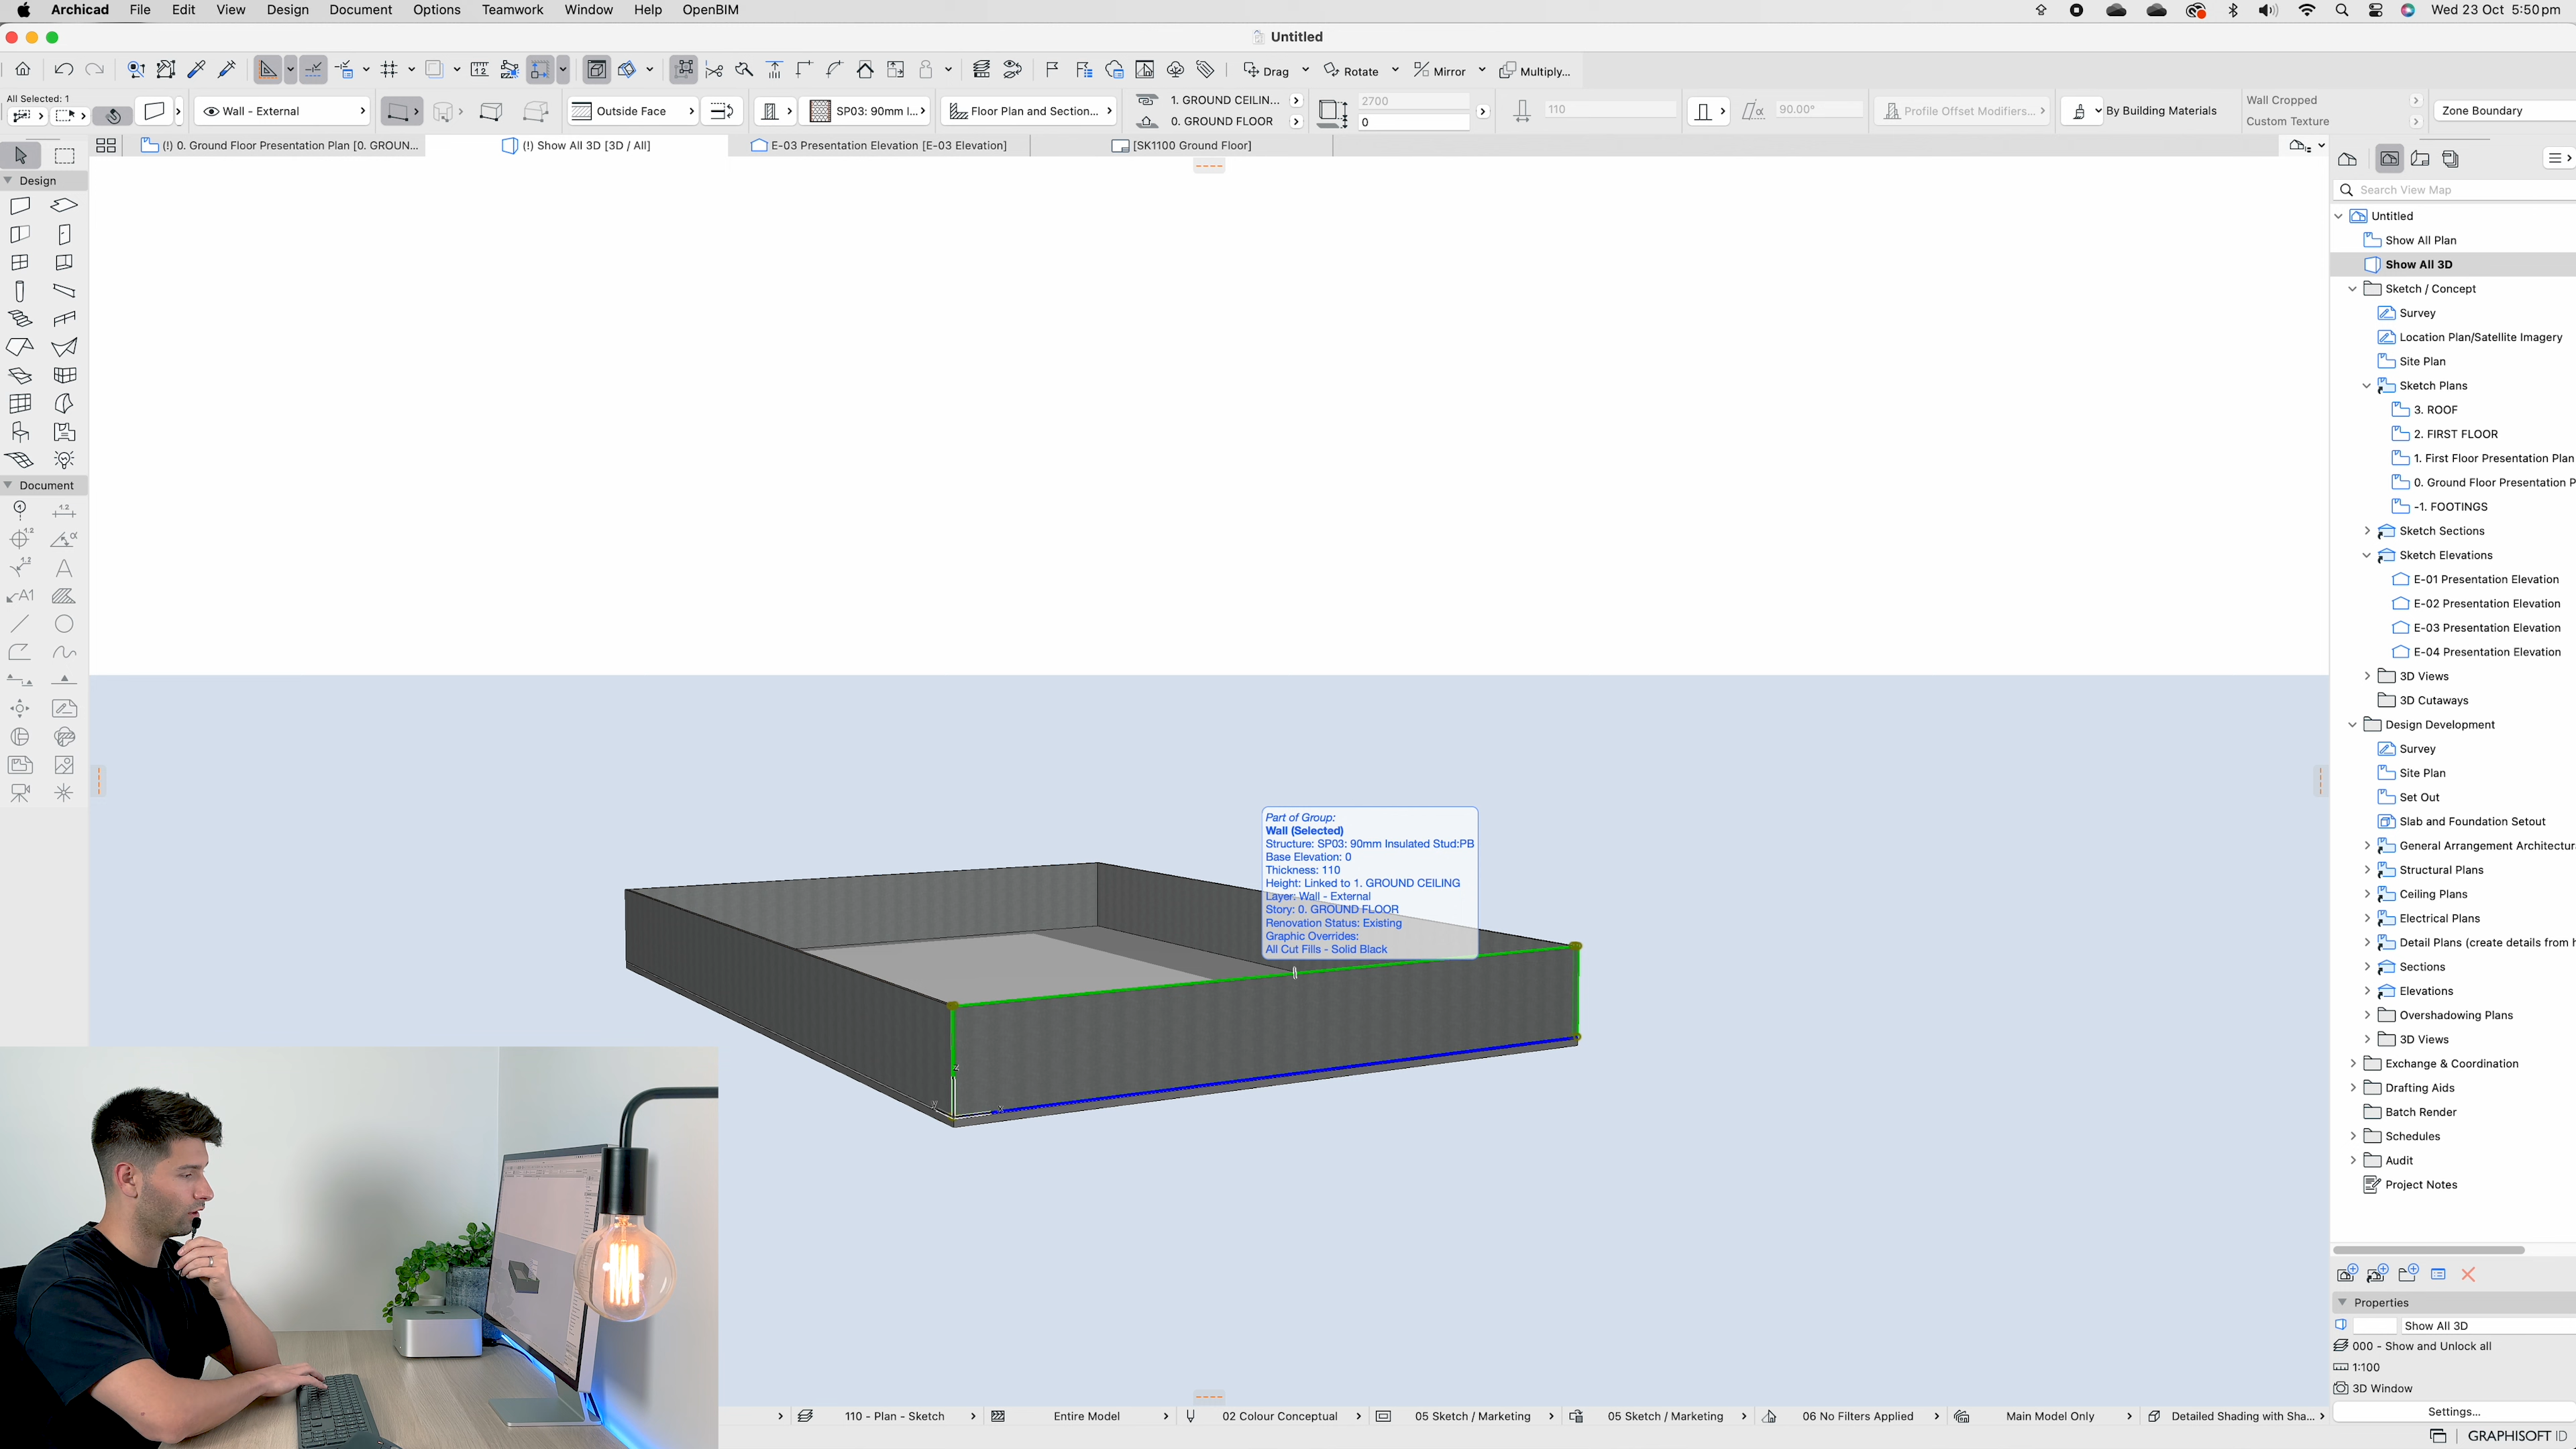 Archicad File Edit View Design Document Options Teamwork Window Help OpenBIM Wed 23 Oct 5:50 pm
Untitled
Drag Rotate Mirror Multiply...
All Selected: 1
Wall - External
Outside Face
SP03: 90mm I...
Floor Plan and Section...
1. GROUND CEILIN...
0. GROUND FLOOR
2700
0
110
90.00°
Profile Offset Modifiers...
By Building Materials
Wall Cropped
Custom Texture
Zone Boundary
(!) 0. Ground Floor Presentation Plan [0. GROUN...
(!) Show All 3D [3D / All]
E-03 Presentation Elevation [E-03 Elevation]
[SK1100 Ground Floor]
Design
Document
Search View Map
Untitled
Show All Plan
Show All 3D
Sketch / Concept
Survey
Location Plan/Satellite Imagery
Site Plan
Sketch Plans
3. ROOF
2. FIRST FLOOR
1. First Floor Presentation Plan
0. Ground Floor Presentation P
-1. FOOTINGS
Sketch Sections
Sketch Elevations
E-01 Presentation Elevation
E-02 Presentation Elevation
E-03 Presentation Elevation
E-04 Presentation Elevation
3D Views
3D Cutaways
Design Development
Survey
Site Plan
Set Out
Slab and Foundation Setout
General Arrangement Architectur
Structural Plans
Ceiling Plans
Electrical Plans
Detail Plans (create details from h
Sections
Elevations
Overshadowing Plans
3D Views
Exchange & Coordination
Drafting Aids
Batch Render
Schedules
Audit
Project Notes
Part of Group:
Wall (Selected)
Structure: SP03: 90mm Insulated Stud:PB
Base Elevation: 0
Thickness: 110
Height: Linked to 1. GROUND CEILING
Layer: Wall - External
Story: 0. GROUND FLOOR
Renovation Status: Existing
Graphic Overrides:
All Cut Fills - Solid Black
z
y
x
Properties
Show All 3D
000 - Show and Unlock all
1:100
3D Window
Settings...
110 - Plan - Sketch
Entire Model
02 Colour Conceptual
05 Sketch / Marketing
05 Sketch / Marketing
06 No Filters Applied
Main Model Only
Detailed Shading with Sha...
GRAPHISOFT ID